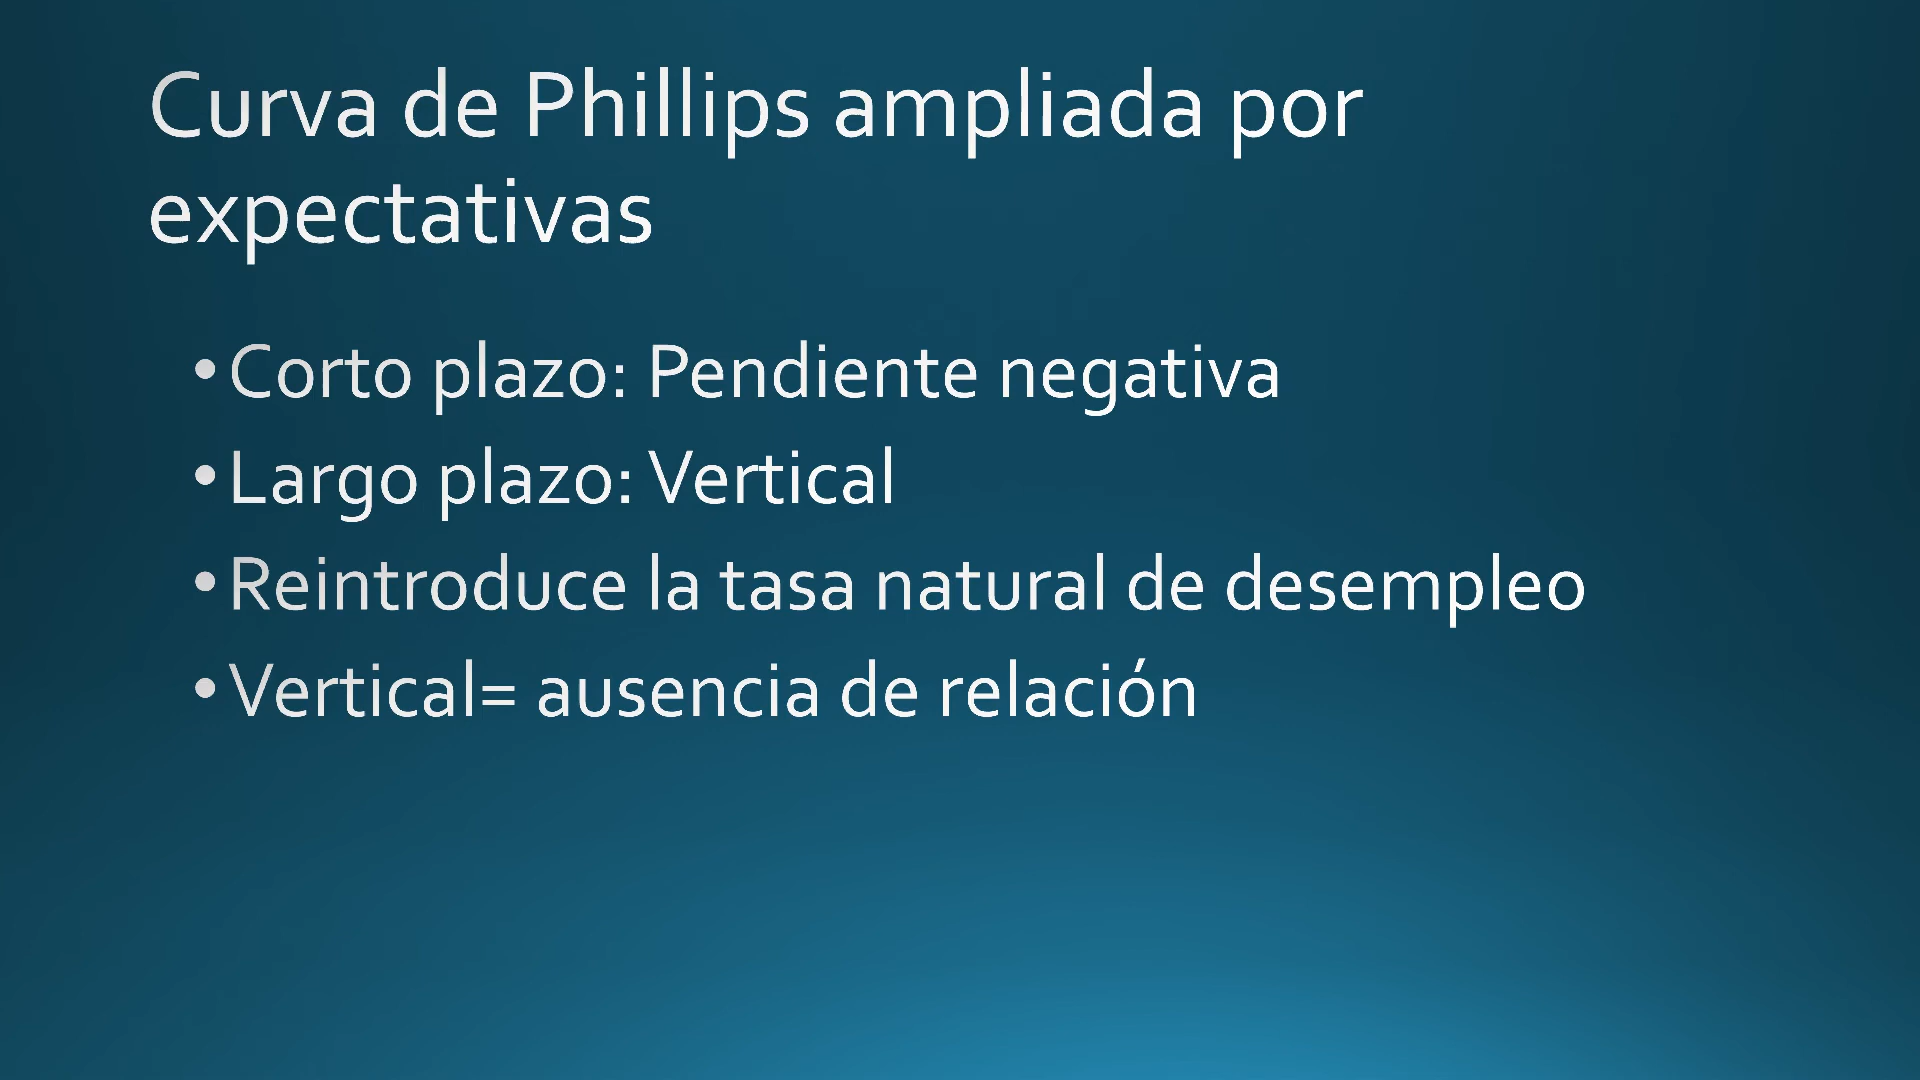 Curva de Phillips ampliada por
expectativas
•Corto plazo: Pendiente negativa
•Largo plazo: Vertical
•Reintroduce la tasa natural de desempleo
•Vertical= ausencia de relación